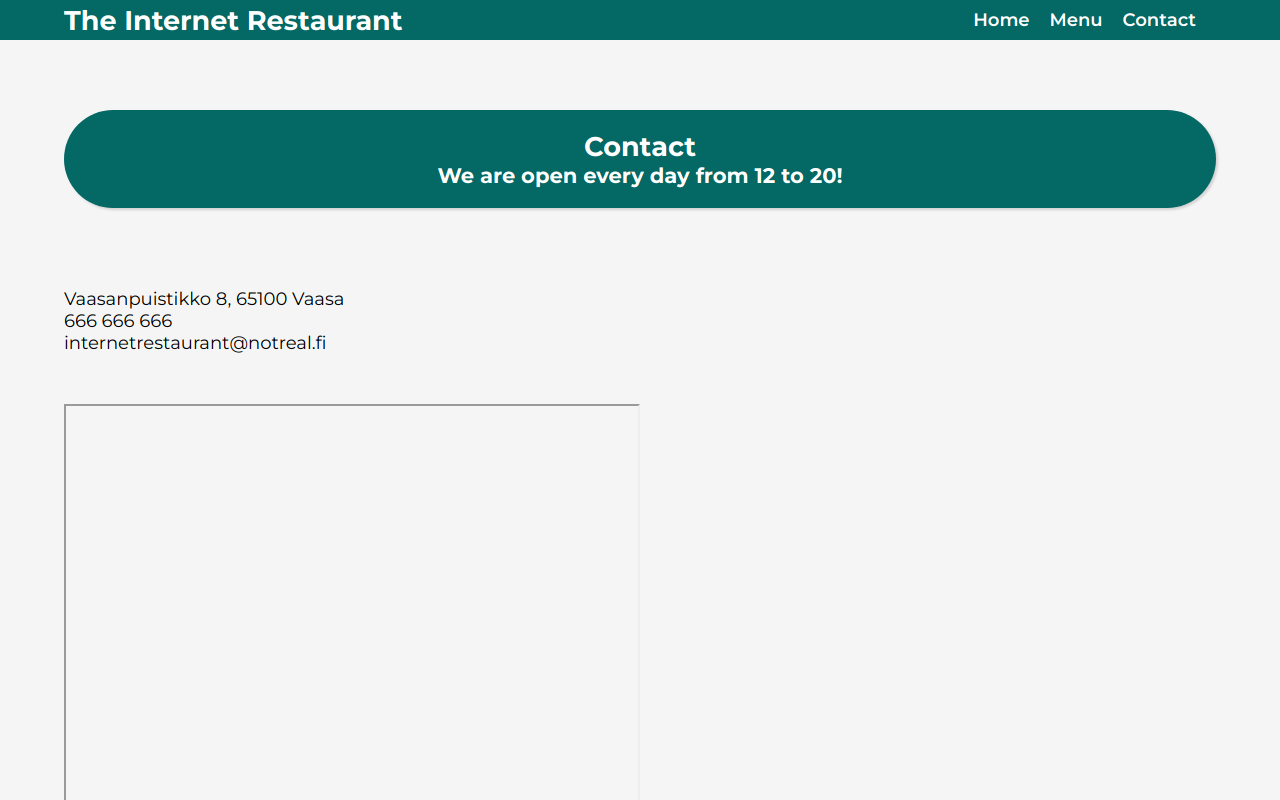 The Internet Restaurant
Home Menu Contact
Contact
We are open every day from 12 to 20!
Vaasanpuistikko 8, 65100 Vaasa
666 666 666
internetrestaurant@notreal.fi